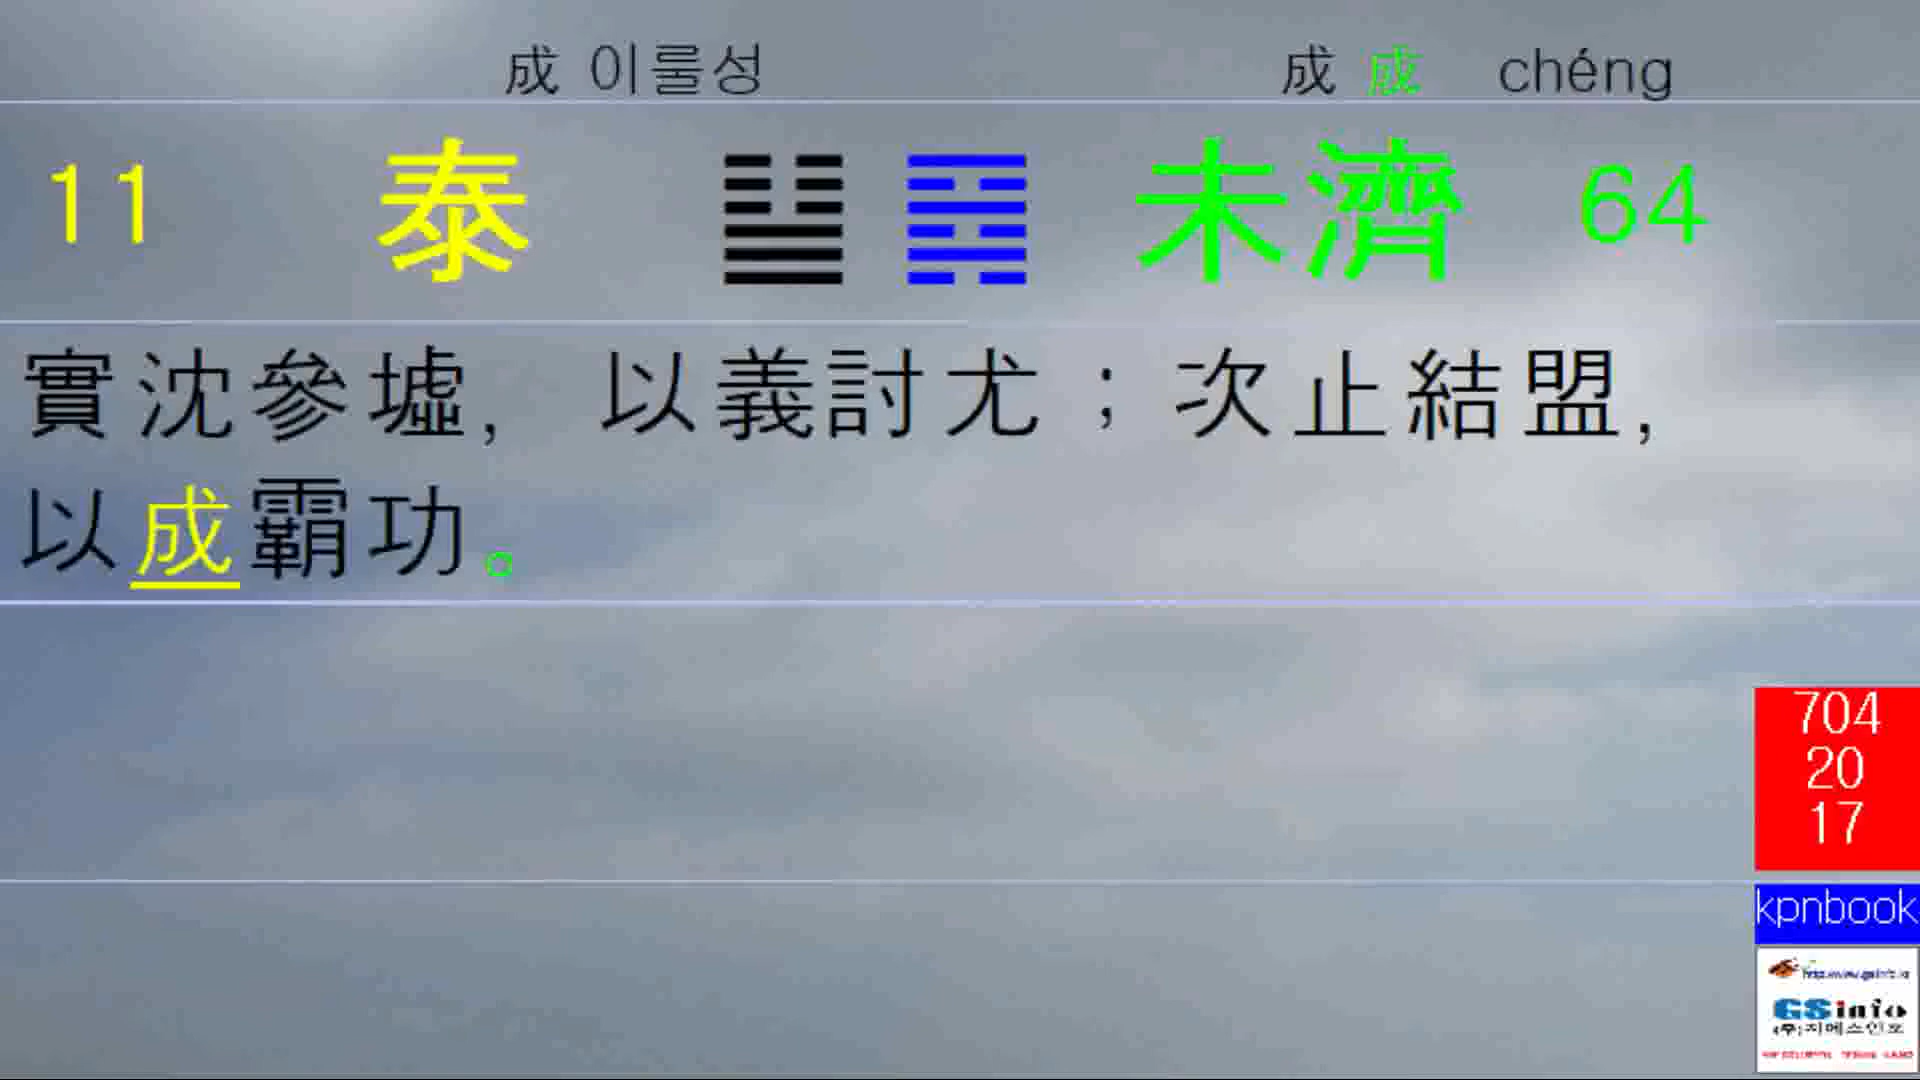 成 이룰성 成 成 chéng
11 泰 未濟 64
實沈參墟, 以義討尤；次止結盟,
以成霸功。
704
20
17
kpnbook
GSinfo
(주)지에스인포